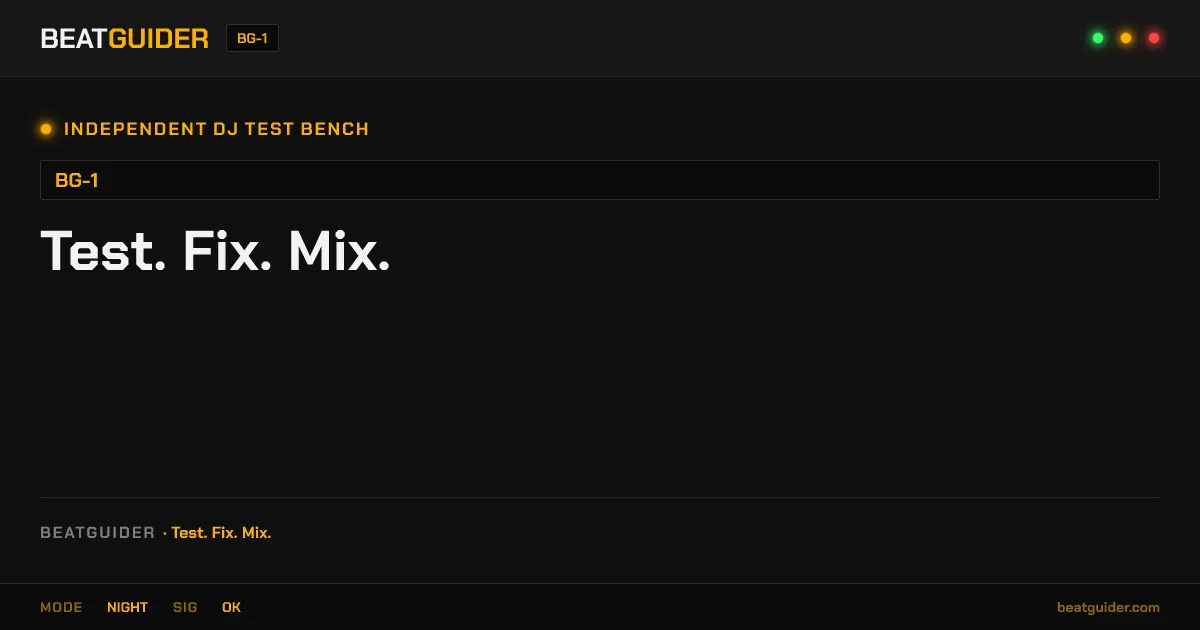 BEATGUIDER BG-1
INDEPENDENT DJ TEST BENCH
BG-1
Test. Fix. Mix.
BEATGUIDER · Test. Fix. Mix.
MODE NIGHT SIG OK beatguider.com